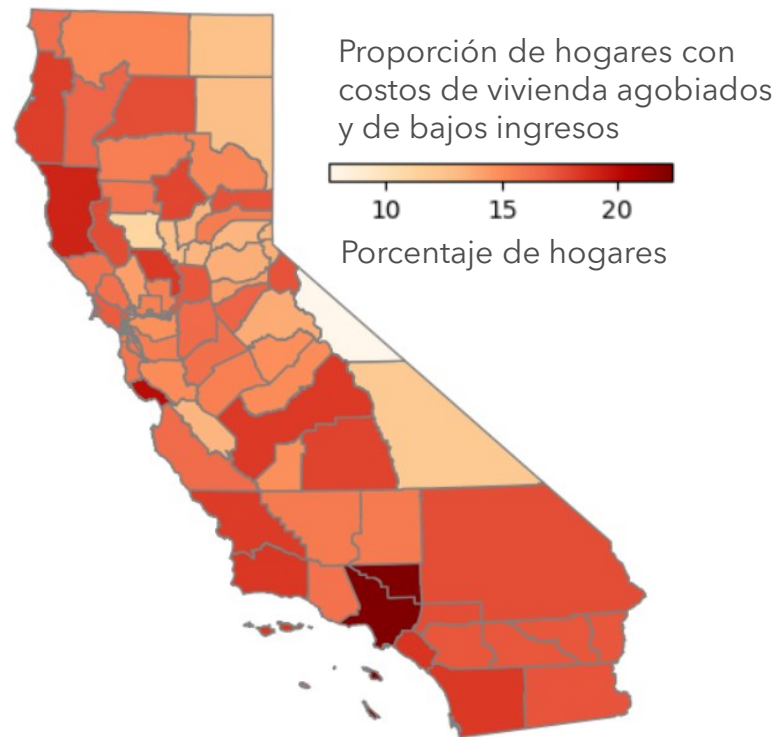 Proporción de hogares con
costos de vivienda agobiados
y de bajos ingresos
10 15 20
Porcentaje de hogares